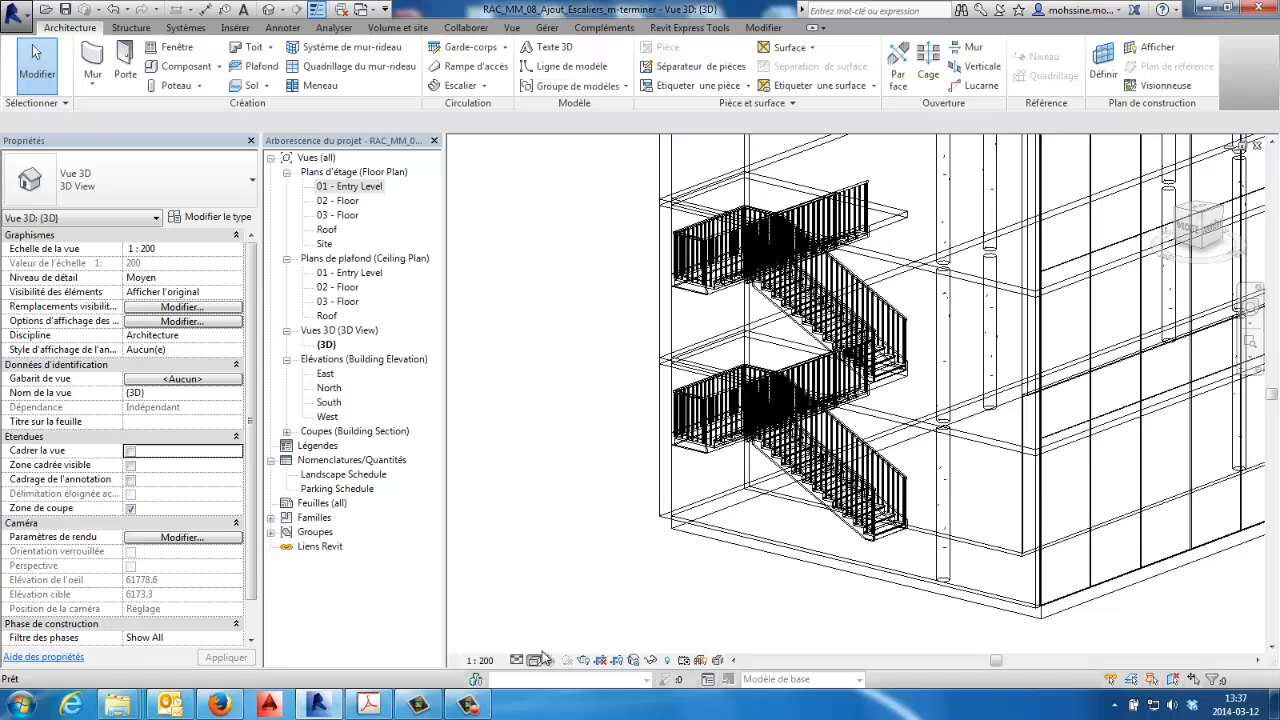 RAC_MM_08_Ajout_Escaliers_m-terminer - Vue 3D: {3D}
Entrez mot-clé ou expression
mohssine.mo...
Architecture Structure Systèmes Insérer Annoter Analyser Volume et site Collaborer Vue Gérer Compléments Revit Express Tools Modifier
Modifier
Mur
Porte
Fenêtre
Composant
Poteau
Toit
Plafond
Sol
Système de mur-rideau
Quadrillage du mur-rideau
Meneau
Garde-corps
Rampe d'accès
Escalier
Texte 3D
Ligne de modèle
Groupe de modèles
Pièce
Séparateur de pièces
Etiqueter une pièce
Surface
Séparation de surface
Etiqueter une surface
Par face
Cage
Mur
Verticale
Lucarne
Niveau
Quadrillage
Définir
Afficher
Plan de référence
Visionneuse
Sélectionner Création Circulation Modèle Pièce et surface Ouverture Référence Plan de construction
Propriétés
Vue 3D
3D View
Vue 3D: {3D} Modifier le type
Graphismes
Echelle de la vue 1 : 200
Valeur de l'échelle 1: 200
Niveau de détail Moyen
Visibilité des éléments Afficher l'original
Remplacements visibilit... Modifier...
Options d'affichage des ... Modifier...
Discipline Architecture
Style d'affichage de l'an... Aucun(e)
Données d'identification
Gabarit de vue <Aucun>
Nom de la vue {3D}
Dépendance Indépendant
Titre sur la feuille
Etendues
Cadrer la vue
Zone cadrée visible
Cadrage de l'annotation
Délimitation éloignée ac...
Zone de coupe
Caméra
Paramètres de rendu Modifier...
Orientation verrouillée
Perspective
Elévation de l'oeil 61778.6
Elévation cible 6173.3
Position de la caméra Réglage
Phase de construction
Filtre des phases Show All
Aide des propriétés Appliquer
Arborescence du projet - RAC_MM_0...
Vues (all)
Plans d'étage (Floor Plan)
01 - Entry Level
02 - Floor
03 - Floor
Roof
Site
Plans de plafond (Ceiling Plan)
01 - Entry Level
02 - Floor
03 - Floor
Roof
Vues 3D (3D View)
{3D}
Elévations (Building Elevation)
East
North
South
West
Coupes (Building Section)
Légendes
Nomenclatures/Quantités
Landscape Schedule
Parking Schedule
Feuilles (all)
Familles
Groupes
Liens Revit
1 : 200
Prêt
:0
Modèle de base
:0
13:37
2014-03-12